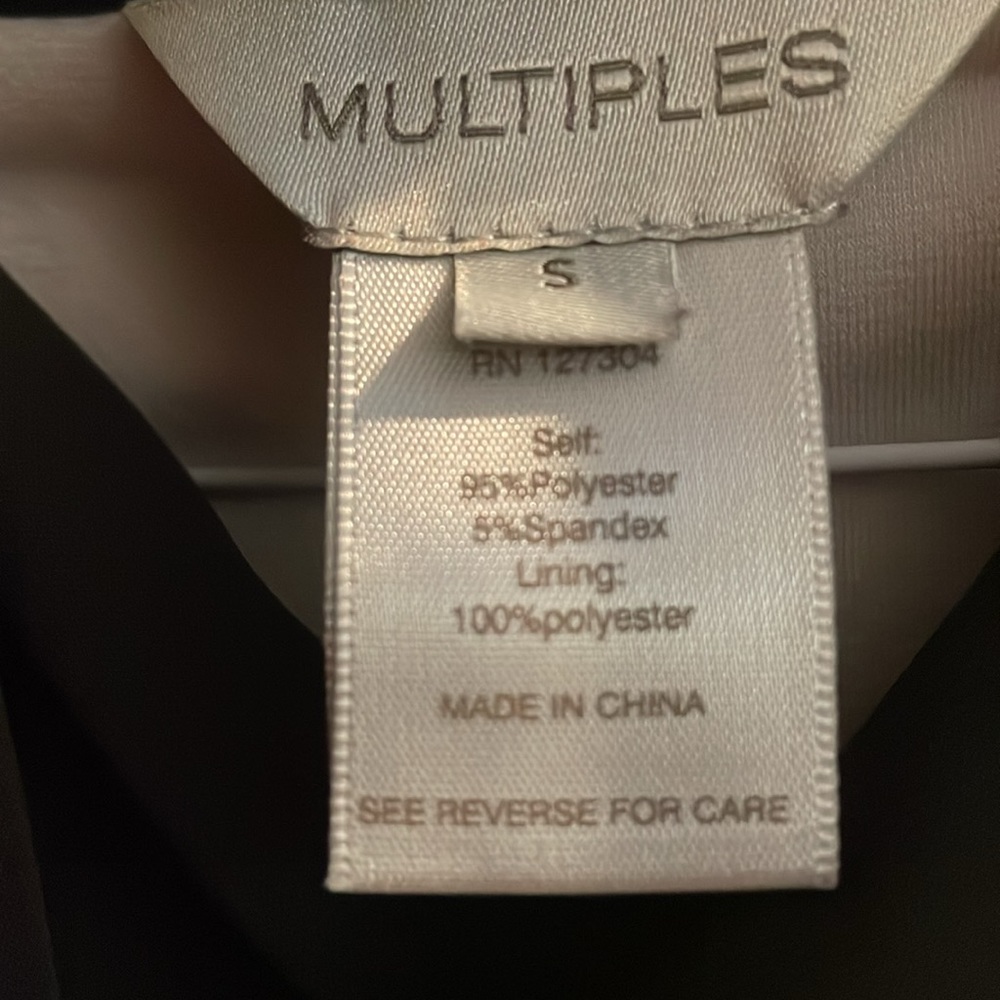 MULTIPLES
S
RN 127304
Self:
95%Polyester
5%Spandex
Lining:
100%polyester
MADE IN CHINA
SEE REVERSE FOR CARE